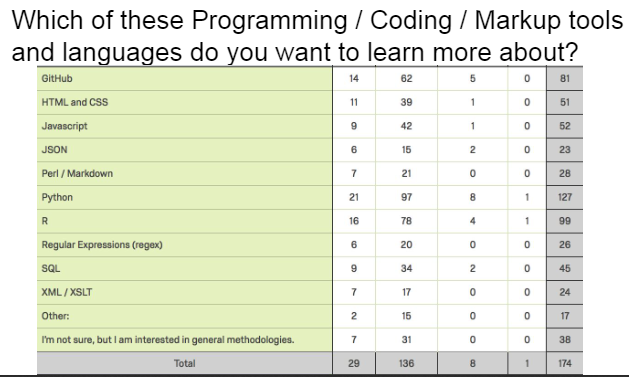 Which of these Programming / Coding / Markup tools
and languages do you want to learn more about?
GitHub 14 62 5 0 81
HTML and CSS 11 39 1 0 51
Javascript 9 42 1 0 52
JSON 6 15 2 0 23
Perl / Markdown 7 21 0 0 28
Python 21 97 8 1 127
R 16 78 4 1 99
Regular Expressions (regex) 6 20 0 0 26
SQL 9 34 2 0 45
XML / XSLT 7 17 0 0 24
Other: 2 15 0 0 17
I'm not sure, but I am interested in general methodologies. 7 31 0 0 38
Total 29 136 8 1 174